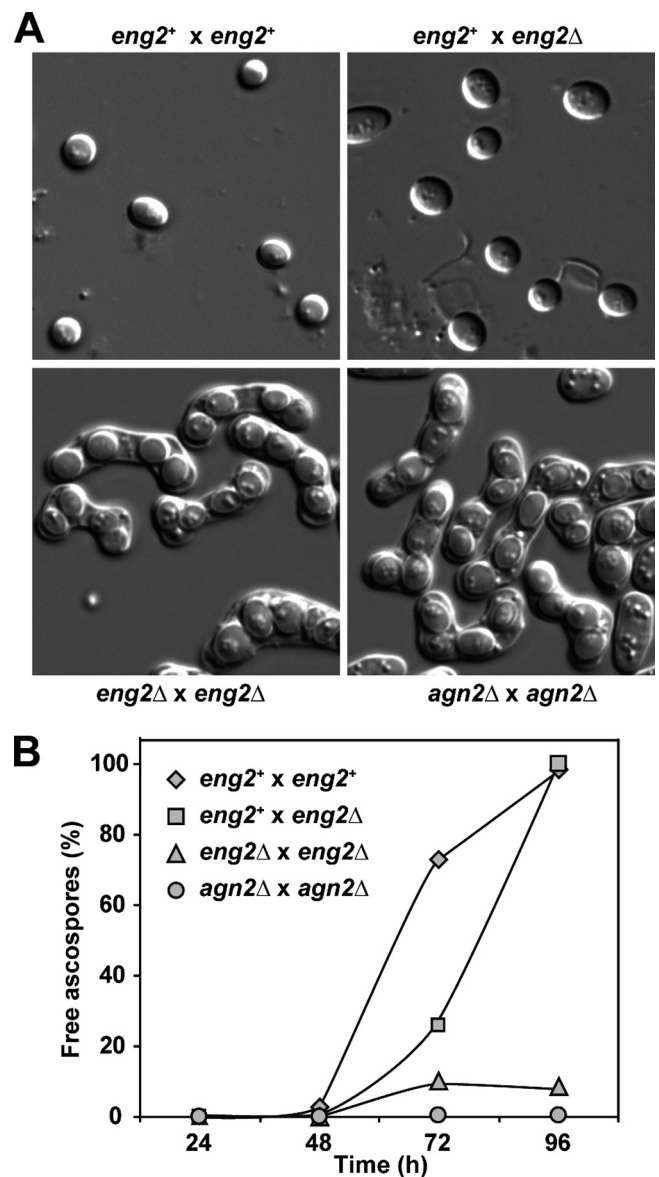 A
eng2⁺ x eng2⁺
eng2⁺ x eng2Δ
eng2Δ x eng2Δ
agn2Δ x agn2Δ
B
Free ascospores (%)
100
80
60
40
20
0
eng2⁺ x eng2⁺
eng2⁺ x eng2Δ
eng2Δ x eng2Δ
agn2Δ x agn2Δ
24 48 72 96
Time (h)